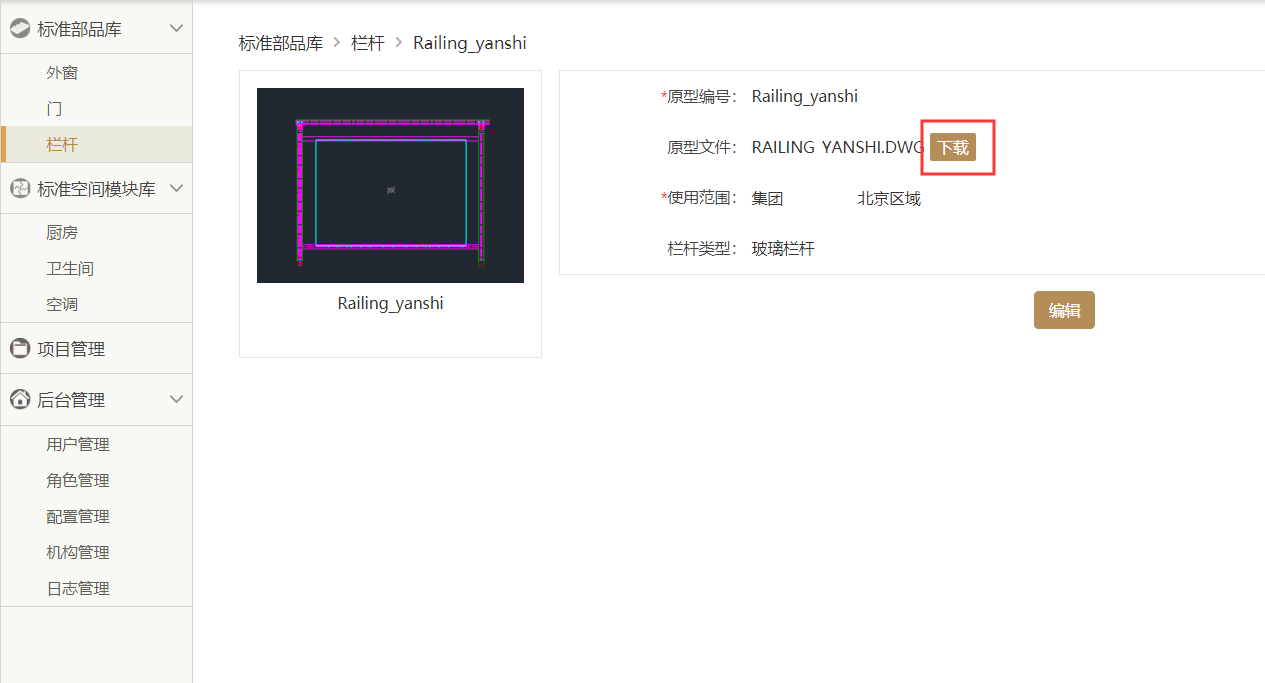 标准部品库
外窗
门
栏杆
标准空间模块库
厨房
卫生间
空调
项目管理
后台管理
用户管理
角色管理
配置管理
机构管理
日志管理
标准部品库 > 栏杆 > Railing_yanshi
Railing_yanshi
*原型编号： Railing_yanshi
原型文件： RAILING_YANSHI.DWG 下载
*使用范围： 集团 北京区域
栏杆类型： 玻璃栏杆
编辑